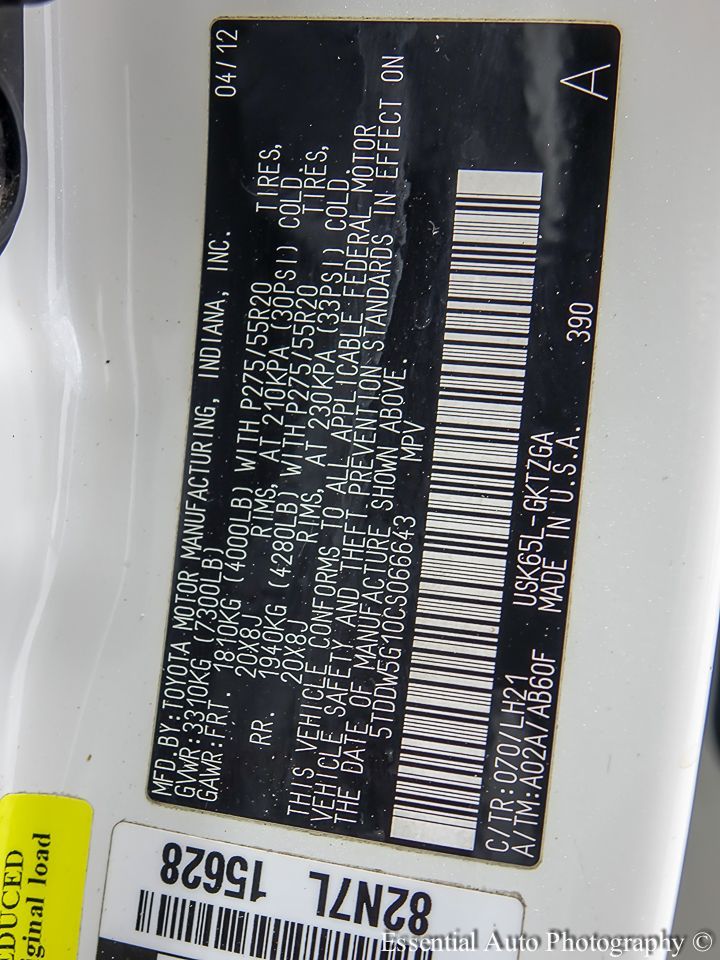 04/12
MFD.BY:TOYOTA MOTOR MANUFACTURING, INDIANA, INC.
GVWR:3310KG (7300LB)
GAWR:FRT. 1810KG (4000LB) WITH P275/55R20 TIRES,
20X8J RIMS, AT 210KPA (30PSI) COLD
RR. 1940KG (4280LB) WITH P275/55R20 TIRES,
20X8J RIMS, AT 230KPA (33PSI) COLD.
THIS VEHICLE CONFORMS TO ALL APPLICABLE FEDERAL MOTOR
VEHICLE SAFETY AND THEFT PREVENTION STANDARDS IN EFFECT ON
THE DATE OF MANUFACTURE SHOWN ABOVE.
5TDDW5G10CS066643 MPV
C/TR:070/LH21 USK65L-GKTZGA 390 A
A/TM:A02A/AB60F MADE IN U.S.A.
EDUCED
ginal load
82N7L
15628
Essential Auto Photography ©